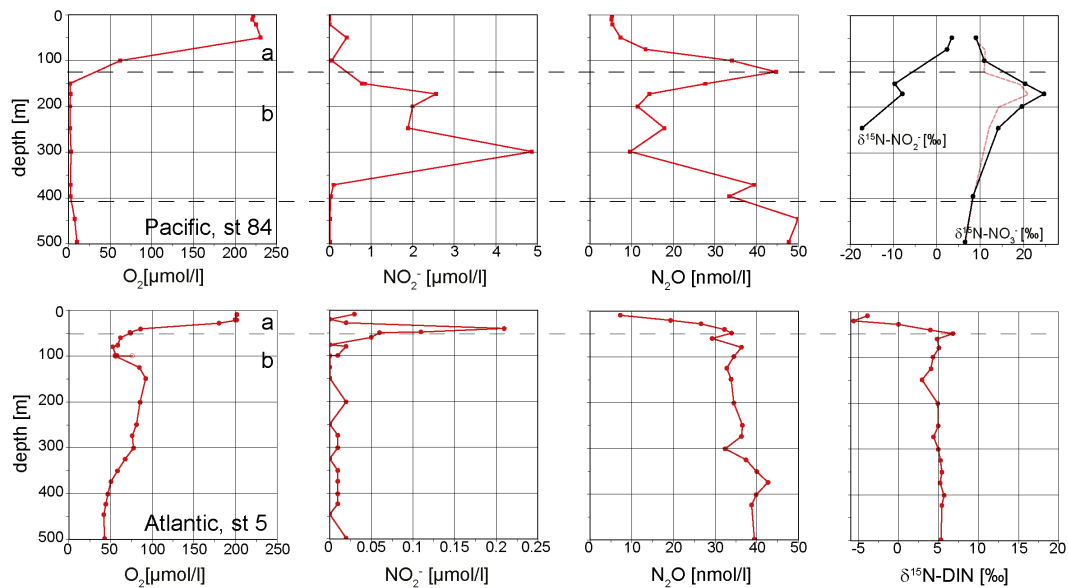 0
100
200
300
400
500
depth [m]
a
b
Pacific, st 84
0 50 100 150 200 250
O₂[µmol/l]
0 1 2 3 4 5
NO₂⁻ [µmol/l]
0 10 20 30 40 50
N₂O [nmol/l]
δ¹⁵N-NO₂⁻[‰]
δ¹⁵N-NO₃⁻[‰]
-20 -10 0 10 20
0
100
200
300
400
500
depth [m]
a
b
Atlantic, st 5
0 50 100 150 200 250
O₂[µmol/l]
0 0.05 0.1 0.15 0.2 0.25
NO₂⁻ [µmol/l]
0 10 20 30 40 50
N₂O [nmol/l]
-5 0 5 10 15 20
δ¹⁵N-DIN [‰]